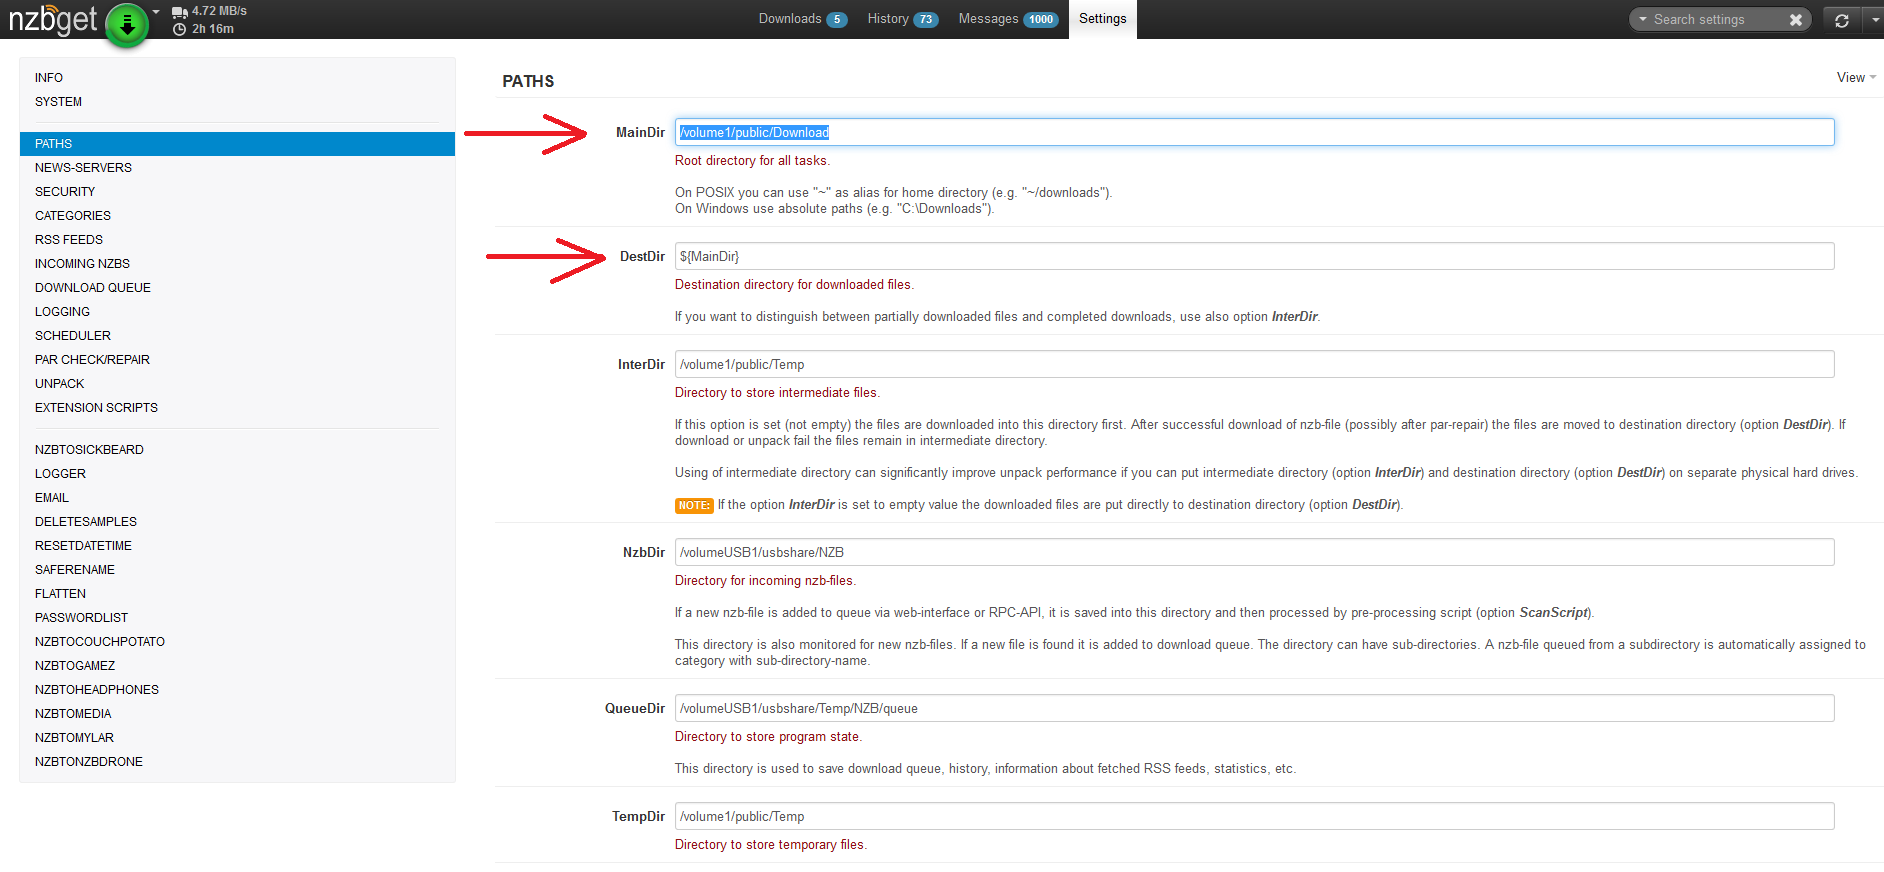 nzbget
4.72 MB/s
2h 16m
Downloads 5
History 73
Messages 1000
Settings
Search settings
INFO
SYSTEM
PATHS
NEWS-SERVERS
SECURITY
CATEGORIES
RSS FEEDS
INCOMING NZBS
DOWNLOAD QUEUE
LOGGING
SCHEDULER
PAR CHECK/REPAIR
UNPACK
EXTENSION SCRIPTS
NZBTOSICKBEARD
LOGGER
EMAIL
DELETESAMPLES
RESETDATETIME
SAFERENAME
FLATTEN
PASSWORDLIST
NZBTOCOUCHPOTATO
NZBTOGAMEZ
NZBTOHEADPHONES
NZBTOMEDIA
NZBTOMYLAR
NZBTONZBDRONE
PATHS
View
MainDir /volume1/public/Download
Root directory for all tasks.
On POSIX you can use "~" as alias for home directory (e.g. "~/downloads").
On Windows use absolute paths (e.g. "C:\Downloads").
DestDir ${MainDir}
Destination directory for downloaded files.
If you want to distinguish between partially downloaded files and completed downloads, use also option InterDir.
InterDir /volume1/public/Temp
Directory to store intermediate files.
If this option is set (not empty) the files are downloaded into this directory first. After successful download of nzb-file (possibly after par-repair) the files are moved to destination directory (option DestDir). If
download or unpack fail the files remain in intermediate directory.
Using of intermediate directory can significantly improve unpack performance if you can put intermediate directory (option InterDir) and destination directory (option DestDir) on separate physical hard drives.
NOTE: If the option InterDir is set to empty value the downloaded files are put directly to destination directory (option DestDir).
NzbDir /volumeUSB1/usbshare/NZB
Directory for incoming nzb-files.
If a new nzb-file is added to queue via web-interface or RPC-API, it is saved into this directory and then processed by pre-processing script (option ScanScript).
This directory is also monitored for new nzb-files. If a new file is found it is added to download queue. The directory can have sub-directories. A nzb-file queued from a subdirectory is automatically assigned to
category with sub-directory-name.
QueueDir /volumeUSB1/usbshare/Temp/NZB/queue
Directory to store program state.
This directory is used to save download queue, history, information about fetched RSS feeds, statistics, etc.
TempDir /volume1/public/Temp
Directory to store temporary files.